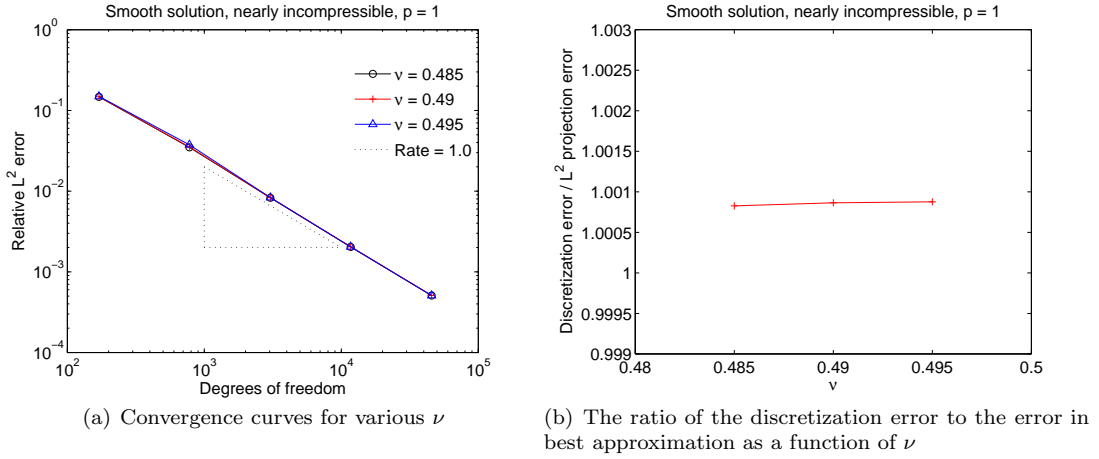 Smooth solution, nearly incompressible, p = 1
10^0
10^-1
10^-2
10^-3
10^-4
Relative L^2 error
ν = 0.485
ν = 0.49
ν = 0.495
Rate = 1.0
10^2
10^3
10^4
10^5
Degrees of freedom
(a) Convergence curves for various ν
Smooth solution, nearly incompressible, p = 1
1.003
1.0025
1.002
1.0015
1.001
1.0005
1
0.9995
0.999
Discretization error / L^2 projection error
0.48
0.485
0.49
0.495
0.5
ν
(b) The ratio of the discretization error to the error in
best approximation as a function of ν